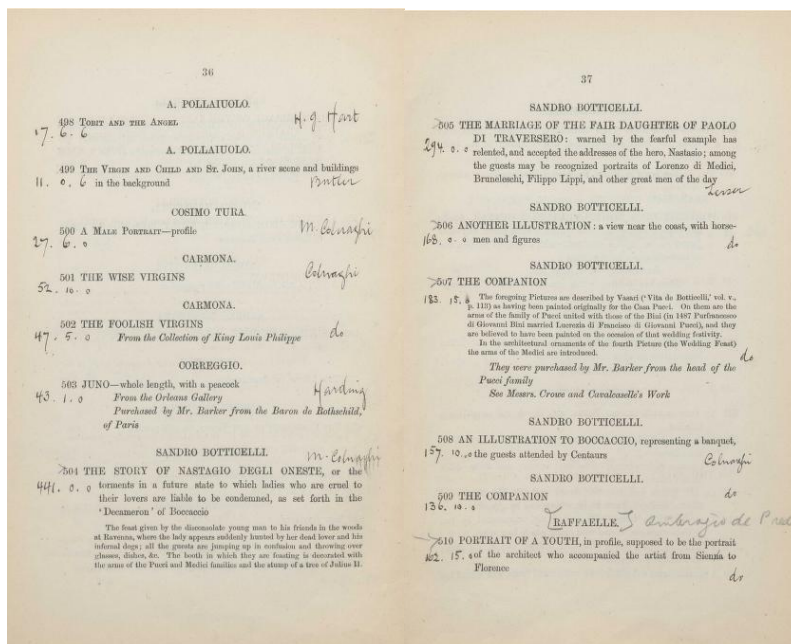 36
A. POLLAIUOLO.
498 TOBIT AND THE ANGEL H. G. Hart
17. 6. 6
A. POLLAIUOLO.
499 THE VIRGIN AND CHILD AND ST. JOHN, a river scene and buildings
11. 0. 6 in the background Butler
COSIMO TURA.
500 A MALE PORTRAIT—profile M. Colnaghi
27. 6. 0
CARMONA.
501 THE WISE VIRGINS Colnaghi
52. 10. 0
CARMONA.
502 THE FOOLISH VIRGINS do
47. 5. 0 From the Collection of King Louis Philippe
CORREGGIO.
503 JUNO—whole length, with a peacock Harding
43. 1. 0 From the Orleans Gallery
Purchased by Mr. Barker from the Baron de Rothschild,
of Paris
SANDRO BOTTICELLI. M. Colnaghi
504 THE STORY OF NASTAGIO DEGLI ONESTE, or the
441. 0. 0 torments in a future state to which ladies who are cruel to
their lovers are liable to be condemned, as set forth in the
'Decameron' of Boccaccio
The feast given by the disconsolate young man to his friends in the woods
at Ravenna, where the lady appears suddenly hunted by her dead lover and his
infernal dogs; all the guests are jumping up in confusion and throwing over
glasses, dishes, &c. The booth in which they are feasting is decorated with
the arms of the Pucci and Medici families and the stump of a tree of Julius II.
37
SANDRO BOTTICELLI.
505 THE MARRIAGE OF THE FAIR DAUGHTER OF PAOLO
DI TRAVERSERO: warned by the fearful example has
294. 0. 0 relented, and accepted the addresses of the hero, Nastasio; among
the guests may be recognized portraits of Lorenzo di Medici,
Bruneleschi, Filippo Lippi, and other great men of the day
SANDRO BOTTICELLI.
506 ANOTHER ILLUSTRATION: a view near the coast, with horse-
168. 0. 0 men and figures do
SANDRO BOTTICELLI.
507 THE COMPANION
183. 15. The foregoing Pictures are described by Vasari ('Vita de Botticelli,' vol. v.,
p. 113) as having been painted originally for the Casa Pucci. On them are the
arms of the family of Pucci united with those of the Bini (in 1487 Purfrancesco
di Giovanni Bini married Lucrezia di Francisco di Giovanni Pucci), and they
are believed to have been painted on the occasion of that wedding festivity.
In the architectural ornaments of the fourth Picture (the Wedding Feast)
the arms of the Medici are introduced. do
They were purchased by Mr. Barker from the head of the
Pucci family
See Messrs. Crowe and Cavalcaselle's Work
SANDRO BOTTICELLI.
508 AN ILLUSTRATION TO BOCCACCIO, representing a banquet,
157. 10. 0 the guests attended by Centaurs Colnaghi
SANDRO BOTTICELLI.
509 THE COMPANION do
136. 10. 0
[RAFFAELLE.] Ambrogio de Pred
510 PORTRAIT OF A YOUTH, in profile, supposed to be the portrait
102. 15. 0 of the architect who accompanied the artist from Sienna to
Florence do